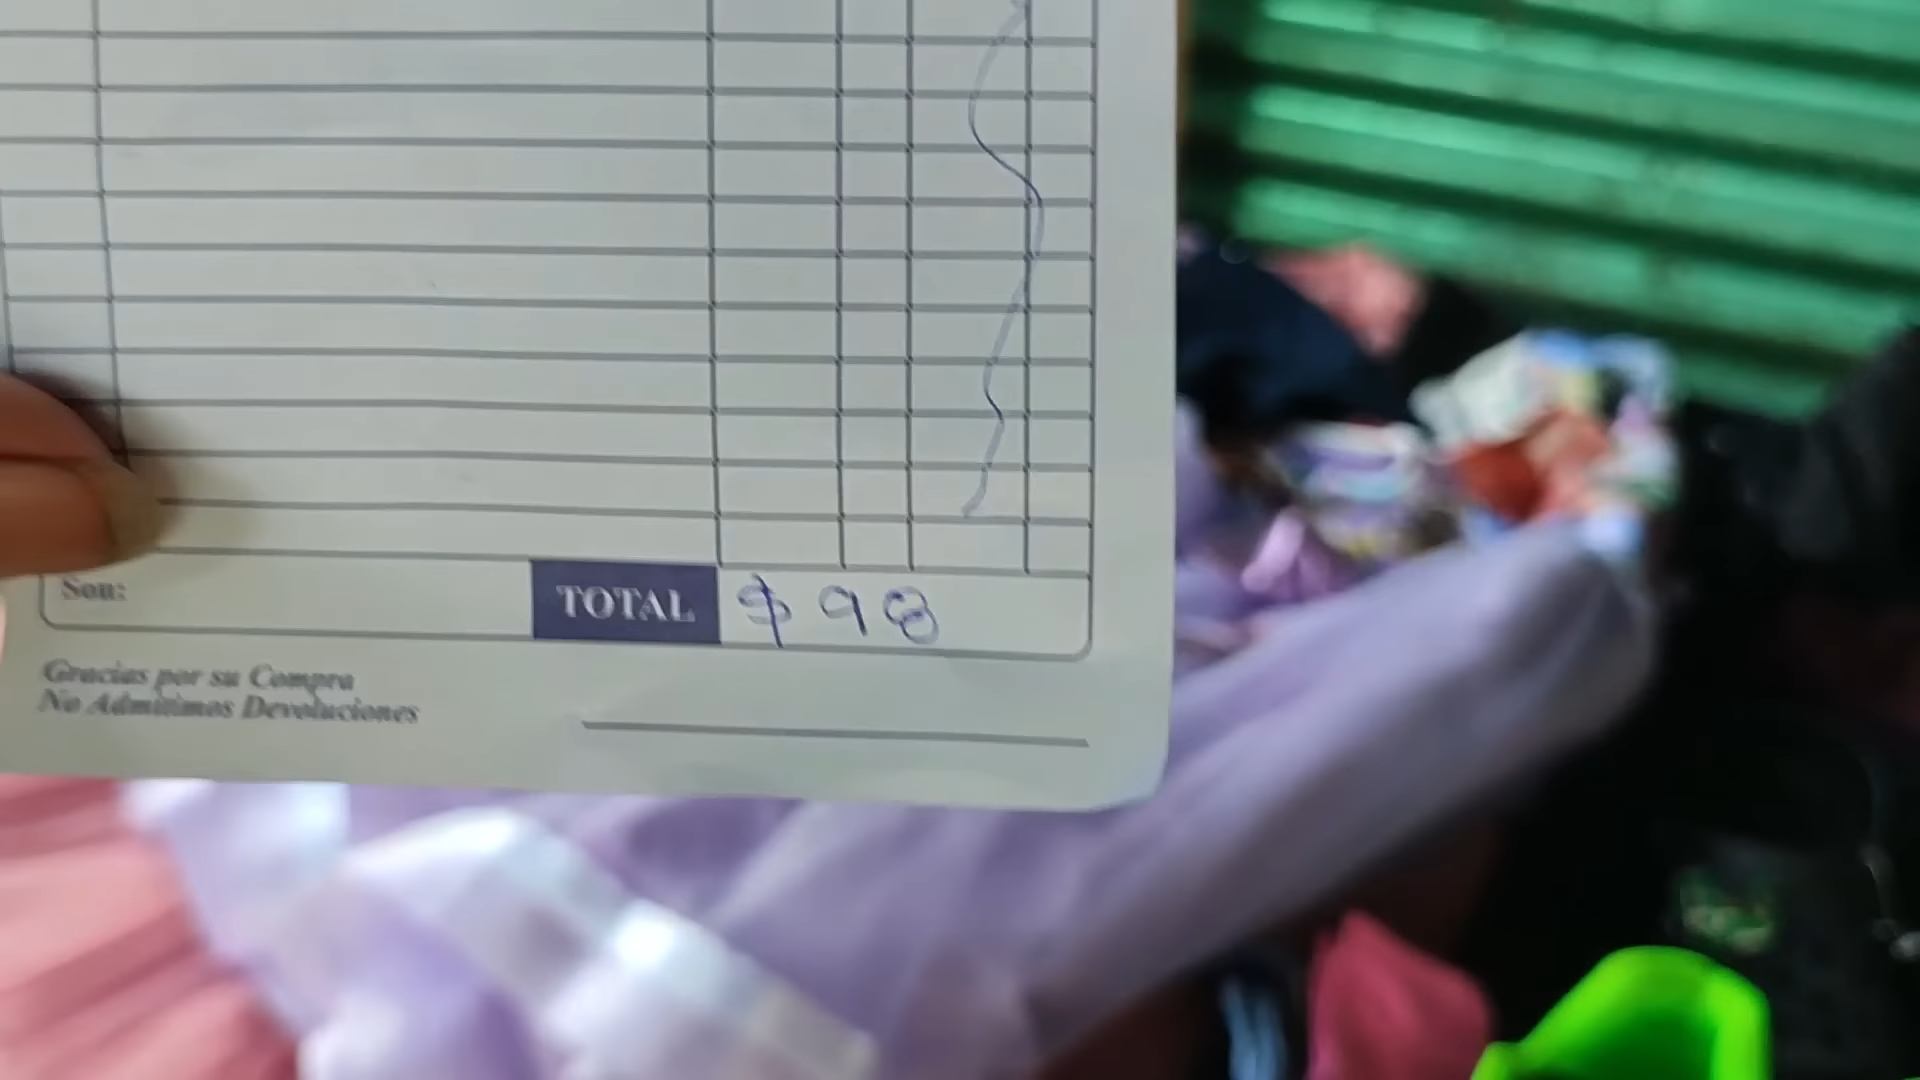 Son:
TOTAL $ 98
Gracias por su Compra
No Admitimos Devoluciones